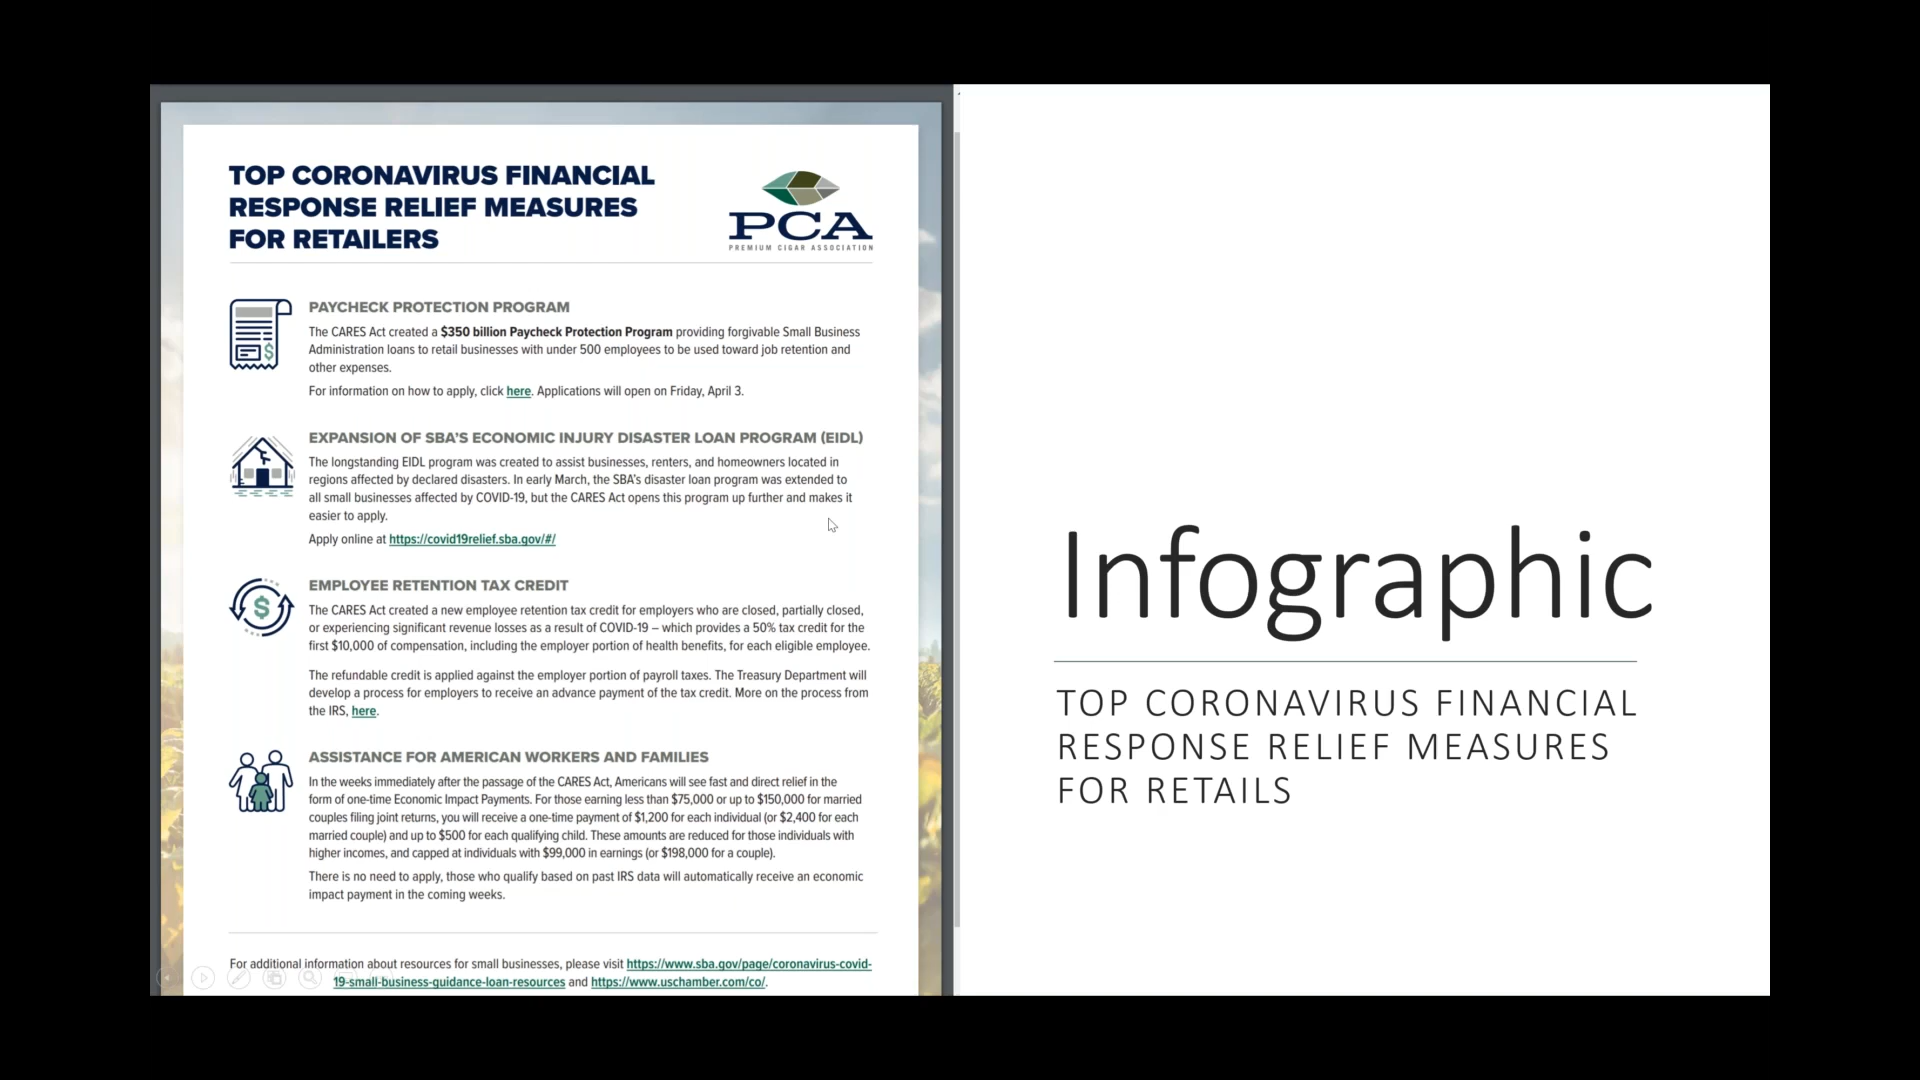 TOP CORONAVIRUS FINANCIAL
RESPONSE RELIEF MEASURES
FOR RETAILERS
PCA
PREMIUM CIGAR ASSOCIATION
PAYCHECK PROTECTION PROGRAM
The CARES Act created a $350 billion Paycheck Protection Program providing forgivable Small Business
Administration loans to retail businesses with under 500 employees to be used toward job retention and
other expenses.
For information on how to apply, click here. Applications will open on Friday, April 3.
EXPANSION OF SBA'S ECONOMIC INJURY DISASTER LOAN PROGRAM (EIDL)
The longstanding EIDL program was created to assist businesses, renters, and homeowners located in
regions affected by declared disasters. In early March, the SBA's disaster loan program was extended to
all small businesses affected by COVID-19, but the CARES Act opens this program up further and makes it
easier to apply.
Apply online at https://covid19relief.sba.gov/#/
EMPLOYEE RETENTION TAX CREDIT
The CARES Act created a new employee retention tax credit for employers who are closed, partially closed,
or experiencing significant revenue losses as a result of COVID-19 – which provides a 50% tax credit for the
first $10,000 of compensation, including the employer portion of health benefits, for each eligible employee.
The refundable credit is applied against the employer portion of payroll taxes. The Treasury Department will
develop a process for employers to receive an advance payment of the tax credit. More on the process from
the IRS, here.
ASSISTANCE FOR AMERICAN WORKERS AND FAMILIES
In the weeks immediately after the passage of the CARES Act, Americans will see fast and direct relief in the
form of one-time Economic Impact Payments. For those earning less than $75,000 or up to $150,000 for married
couples filing joint returns, you will receive a one-time payment of $1,200 for each individual (or $2,400 for each
married couple) and up to $500 for each qualifying child. These amounts are reduced for those individuals with
higher incomes, and capped at individuals with $99,000 in earnings (or $198,000 for a couple).
There is no need to apply, those who qualify based on past IRS data will automatically receive an economic
impact payment in the coming weeks.
For additional information about resources for small businesses, please visit https://www.sba.gov/page/coronavirus-covid-
19-small-business-guidance-loan-resources and https://www.uschamber.com/co/.
Infographic
TOP CORONAVIRUS FINANCIAL
RESPONSE RELIEF MEASURES
FOR RETAILS